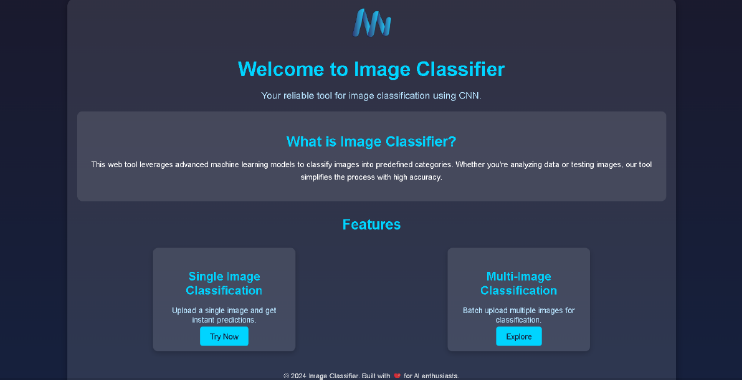 Welcome to Image Classifier
Your reliable tool for image classification using CNN.
What is Image Classifier?
This web tool leverages advanced machine learning models to classify images into predefined categories. Whether you're analyzing data or testing images, our tool
simplifies the process with high accuracy.
Features
Single Image
Classification
Upload a single image and get
instant predictions.
Try Now
Multi-Image
Classification
Batch upload multiple images for
classification.
Explore
© 2024 Image Classifier. Built with ❤️ for AI enthusiasts.